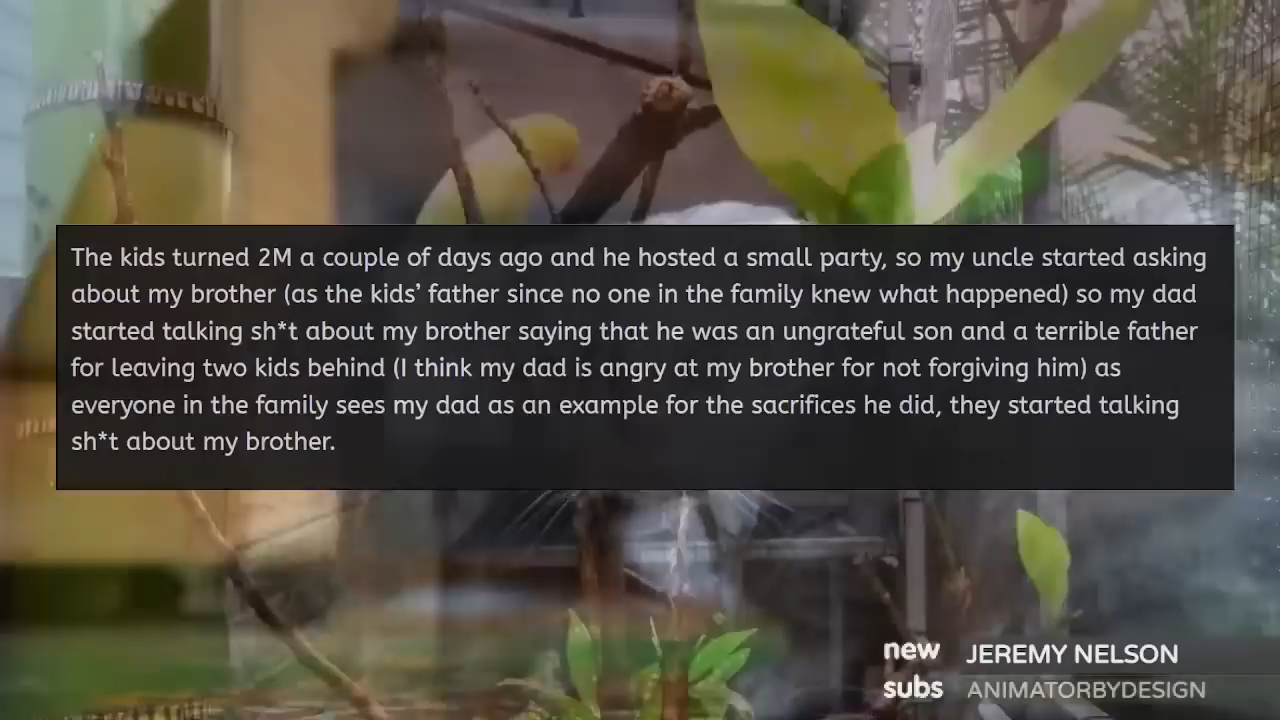 The kids turned 2M a couple of days ago and he hosted a small party, so my uncle started asking
about my brother (as the kids’ father since no one in the family knew what happened) so my dad
started talking sh*t about my brother saying that he was an ungrateful son and a terrible father
for leaving two kids behind (I think my dad is angry at my brother for not forgiving him) as
everyone in the family sees my dad as an example for the sacrifices he did, they started talking
sh*t about my brother.
new JEREMY NELSON
subs ANIMATORBYDESIGN